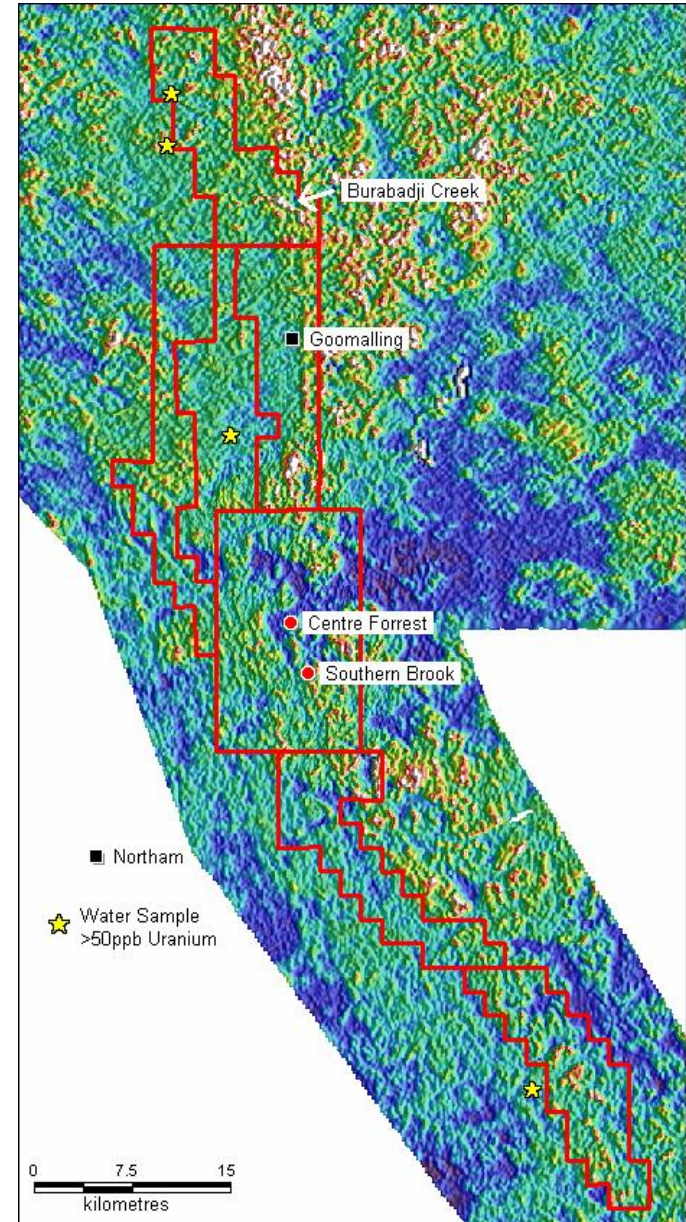 Burabadji Creek
Goomalling
Centre Forrest
Southern Brook
Northam
Water Sample
>50ppb Uranium
0 7.5 15
kilometres